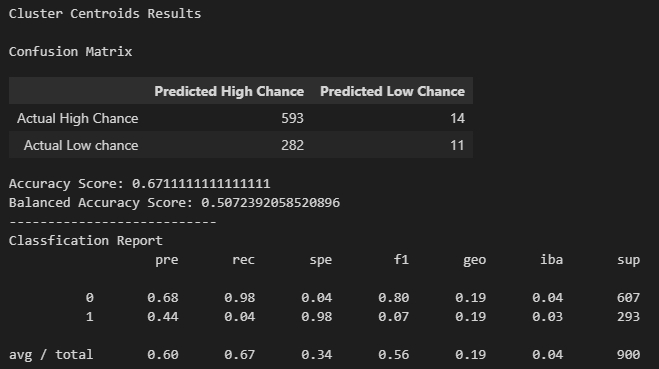 Cluster Centroids Results
Confusion Matrix
Predicted High Chance Predicted Low Chance
Actual High Chance 593 14
Actual Low chance 282 11
Accuracy Score: 0.6711111111111111
Balanced Accuracy Score: 0.5072392058520896
---------------------------
Classfication Report
pre rec spe f1 geo iba sup
0 0.68 0.98 0.04 0.80 0.19 0.04 607
1 0.44 0.04 0.98 0.07 0.19 0.03 293
avg / total 0.60 0.67 0.34 0.56 0.19 0.04 900